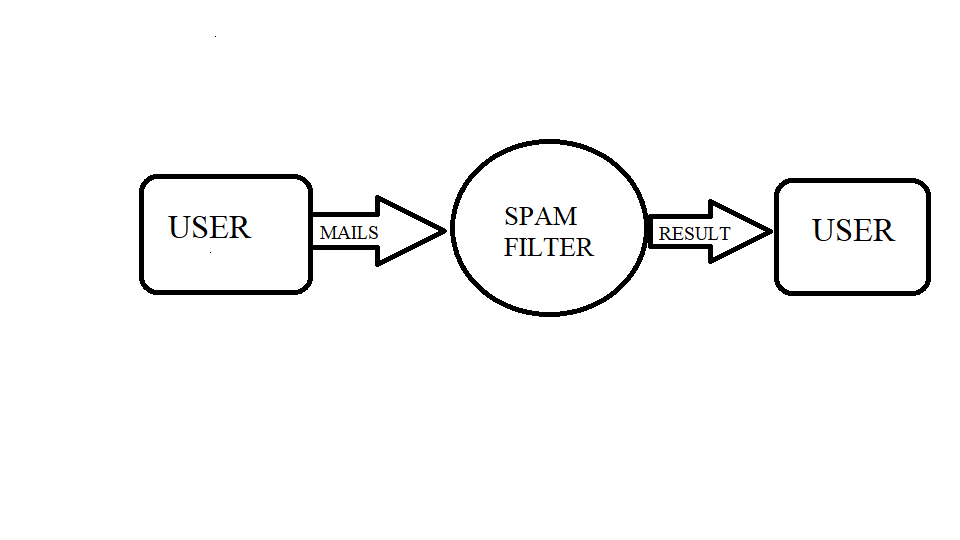 USER
MAILS
SPAM
FILTER
RESULT
USER